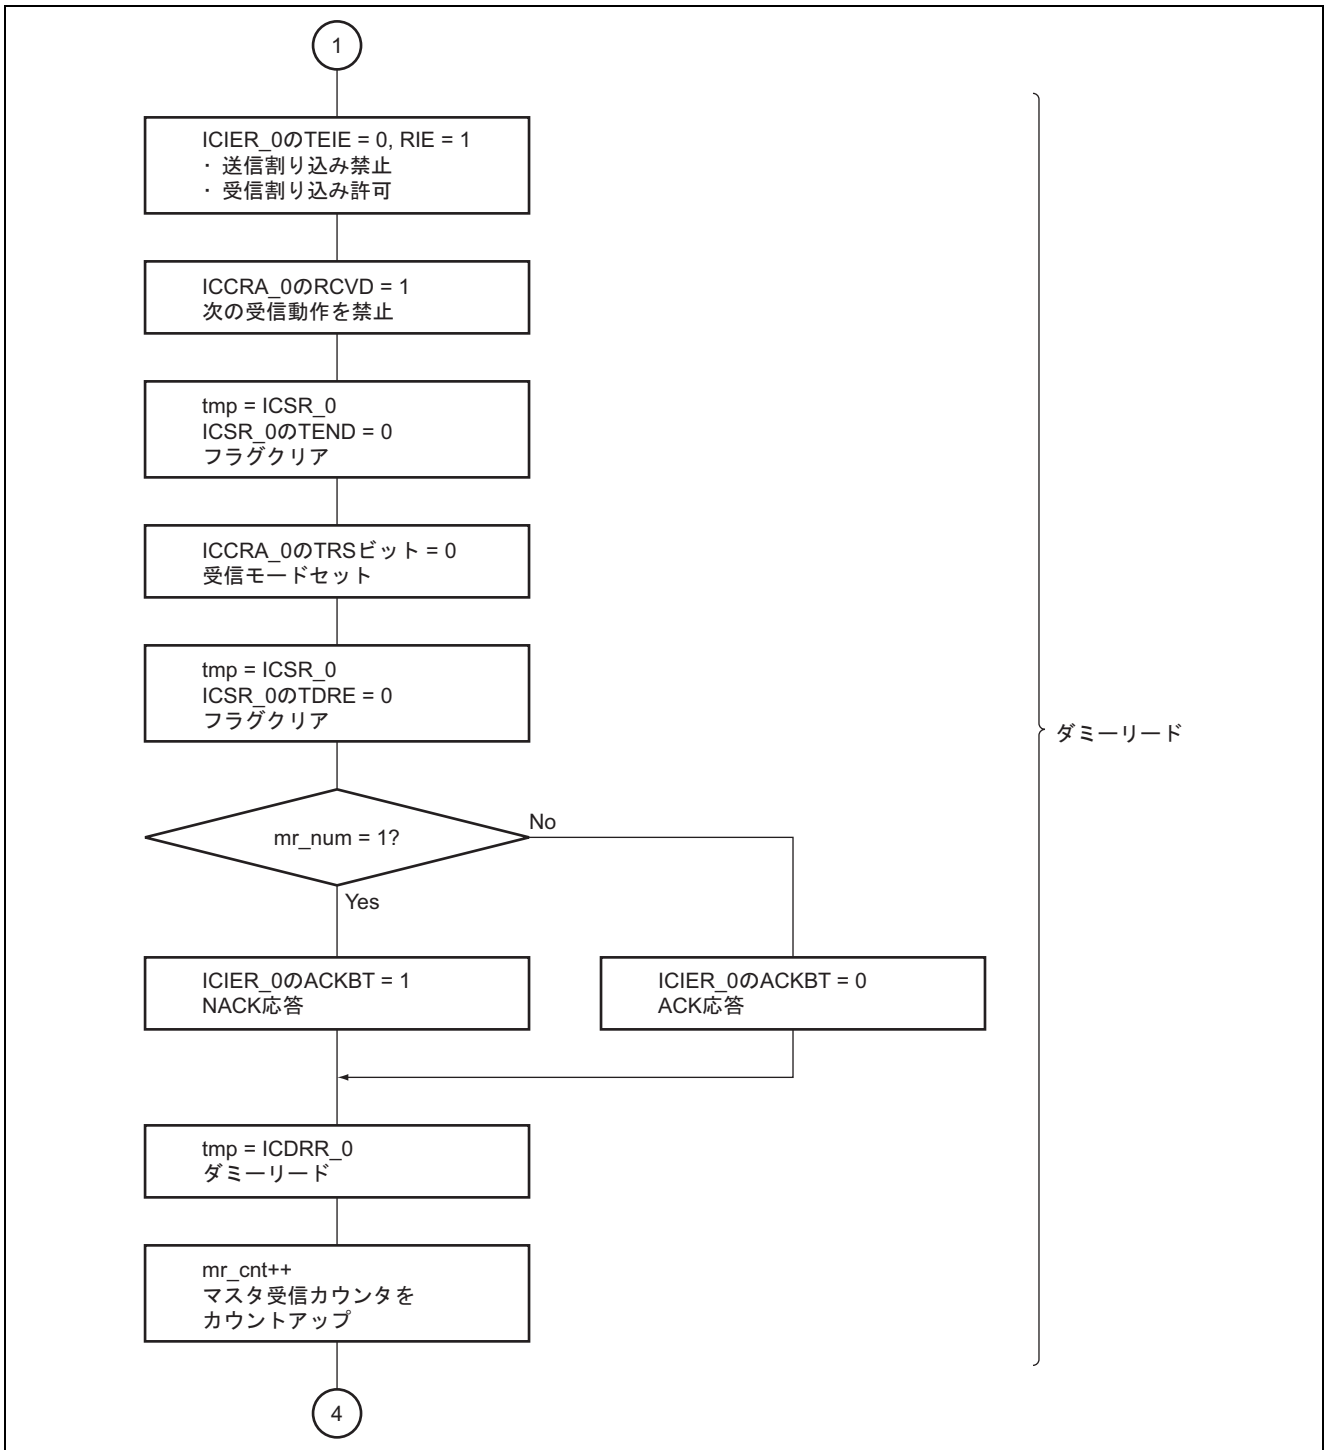 1
ICIER_0のTEIE = 0, RIE = 1
・ 送信割り込み禁止
・ 受信割り込み許可
ICCRA_0のRCVD = 1
次の受信動作を禁止
tmp = ICSR_0
ICSR_0のTEND = 0
フラグクリア
ICCRA_0のTRSビット = 0
受信モードセット
tmp = ICSR_0
ICSR_0のTDRE = 0
フラグクリア
ダミーリード
mr_num = 1?
No
Yes
ICIER_0のACKBT = 1
NACK応答
ICIER_0のACKBT = 0
ACK応答
tmp = ICDRR_0
ダミーリード
mr_cnt++
マスタ受信カウンタを
カウントアップ
4